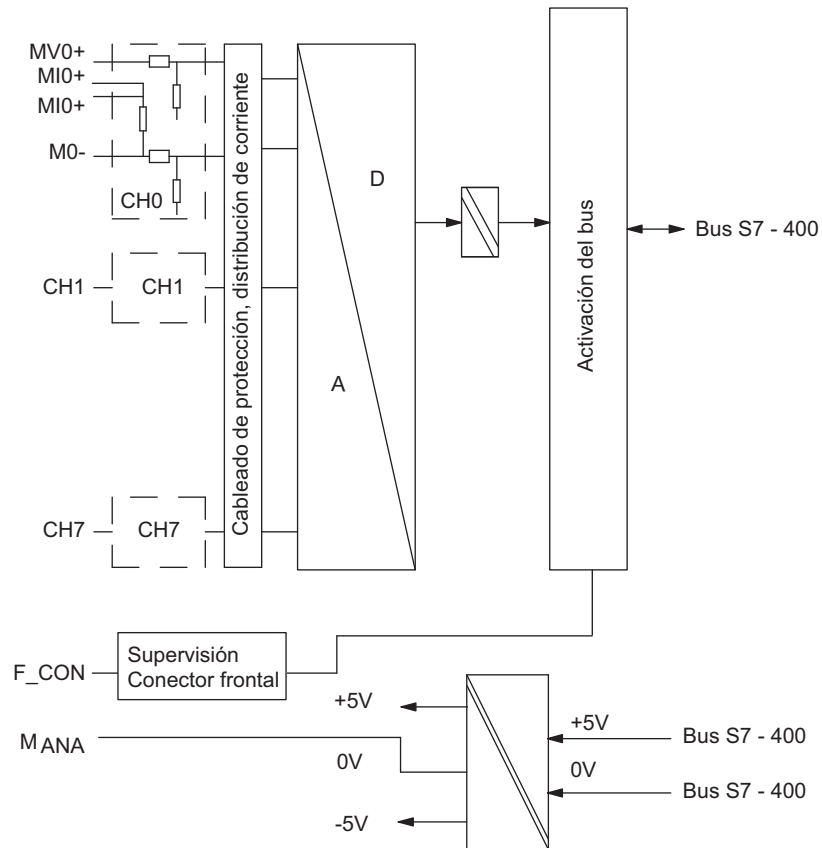 MV0+
MI0+
MI0+
M0-
CH0
CH1
CH1
CH7
CH7
Cableado de protección, distribución de corriente
D
A
Activación del bus
Bus S7 - 400
F_CON
Supervisión
Conector frontal
M ANA
+5V
0V
-5V
+5V
0V
Bus S7 - 400
Bus S7 - 400